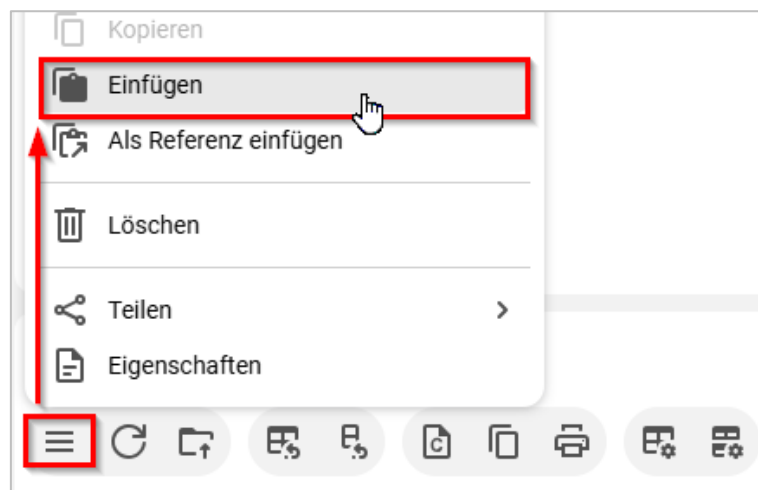 Kopieren
Einfügen
Als Referenz einfügen
Löschen
Teilen
Eigenschaften